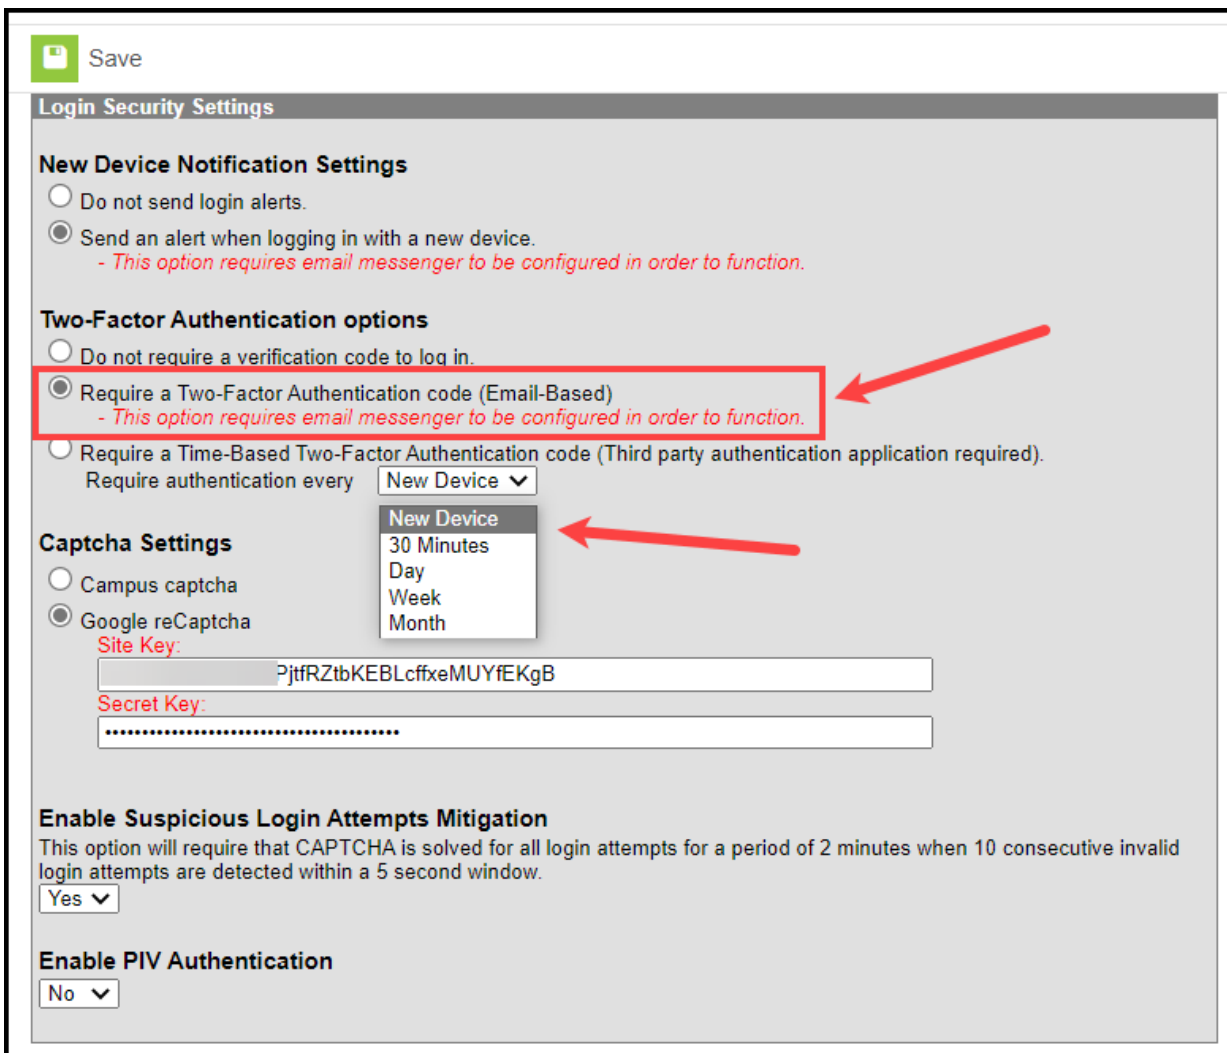 Save
Login Security Settings
New Device Notification Settings
Do not send login alerts.
Send an alert when logging in with a new device.
- This option requires email messenger to be configured in order to function.
Two-Factor Authentication options
Do not require a verification code to log in.
Require a Two-Factor Authentication code (Email-Based)
- This option requires email messenger to be configured in order to function.
Require a Time-Based Two-Factor Authentication code (Third party authentication application required).
Require authentication every New Device
New Device
30 Minutes
Day
Week
Month
Captcha Settings
Campus captcha
Google reCaptcha
Site Key:
PjtfRZtbKEBLcffxeMUYfEKgB
Secret Key:
••••••••••••••••••••••••••••••••••••••••
Enable Suspicious Login Attempts Mitigation
This option will require that CAPTCHA is solved for all login attempts for a period of 2 minutes when 10 consecutive invalid
login attempts are detected within a 5 second window.
Yes
Enable PIV Authentication
No